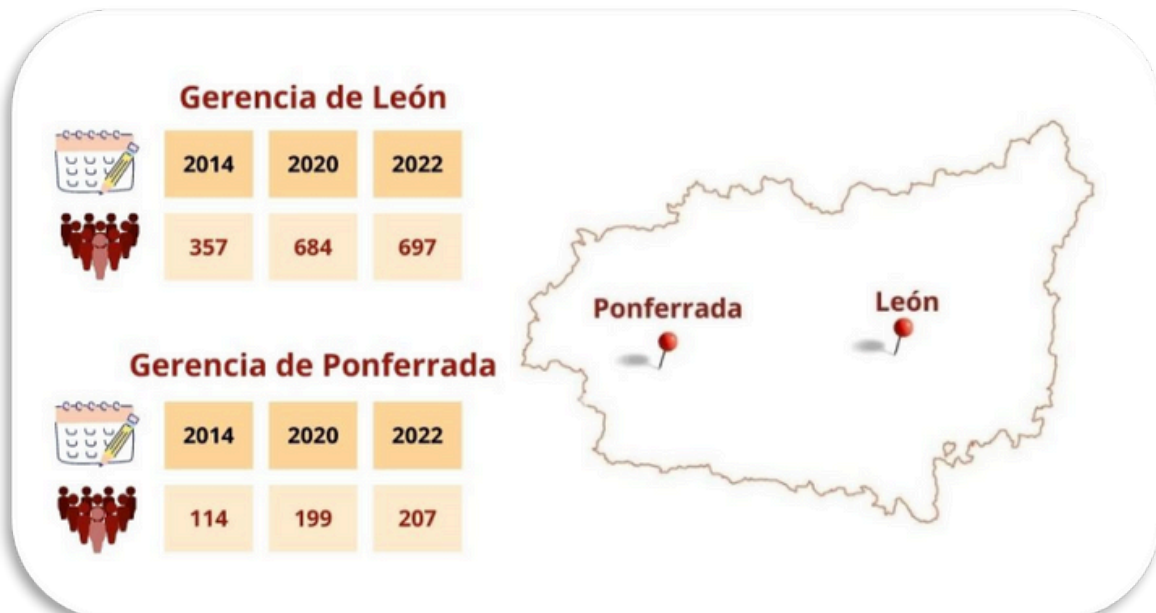 Gerencia de León
2014 2020 2022
357 684 697
Gerencia de Ponferrada
2014 2020 2022
114 199 207
Ponferrada
León